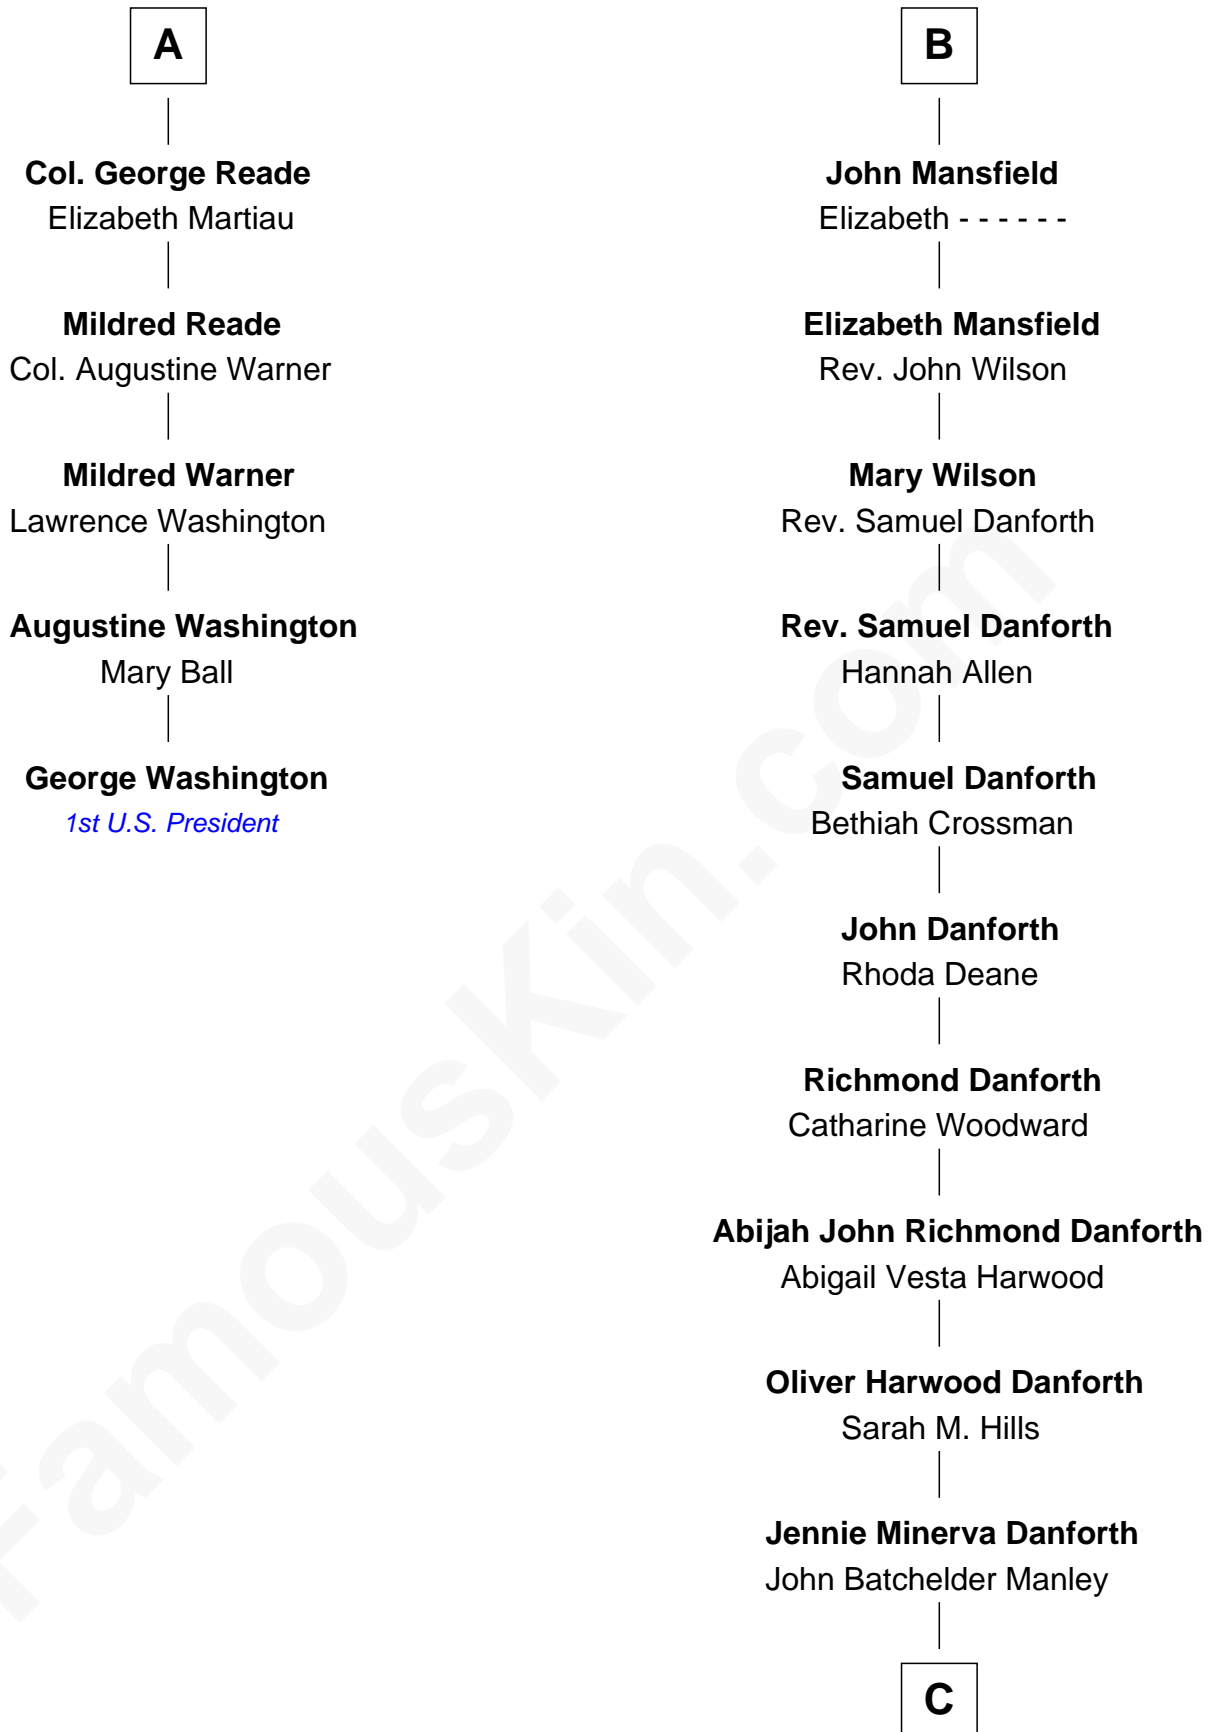 A
Col. George Reade
Elizabeth Martiau
Mildred Reade
Col. Augustine Warner
Mildred Warner
Lawrence Washington
Augustine Washington
Mary Ball
George Washington
1st U.S. President
B
John Mansfield
Elizabeth - - - - - -
Elizabeth Mansfield
Rev. John Wilson
Mary Wilson
Rev. Samuel Danforth
Rev. Samuel Danforth
Hannah Allen
Samuel Danforth
Bethiah Crossman
John Danforth
Rhoda Deane
Richmond Danforth
Catharine Woodward
Abijah John Richmond Danforth
Abigail Vesta Harwood
Oliver Harwood Danforth
Sarah M. Hills
Jennie Minerva Danforth
John Batchelder Manley
C
FamousKin.com